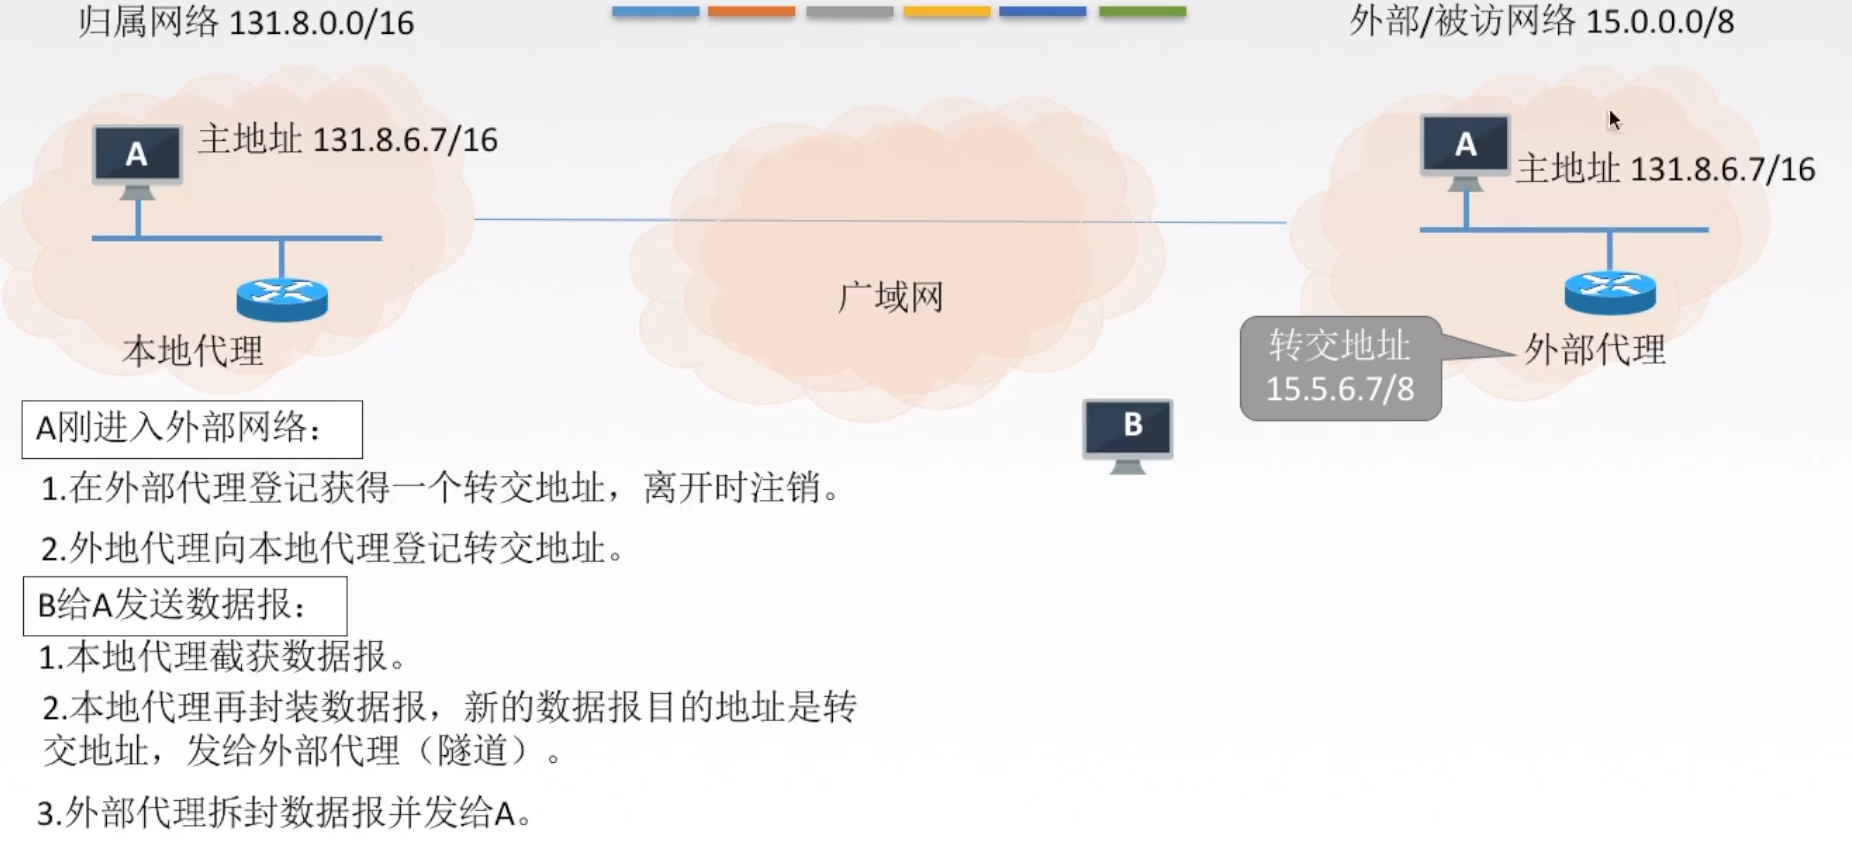 归属网络 131.8.0.0/16
外部/被访网络 15.0.0.0/8
A
主地址 131.8.6.7/16
A
主地址 131.8.6.7/16
广域网
本地代理
转交地址
15.5.6.7/8
外部代理
B
A刚进入外部网络：
1.在外部代理登记获得一个转交地址，离开时注销。
2.外地代理向本地代理登记转交地址。
B给A发送数据报：
1.本地代理截获数据报。
2.本地代理再封装数据报，新的数据报目的地址是转
交地址，发给外部代理（隧道）。
3.外部代理拆封数据报并发给A。